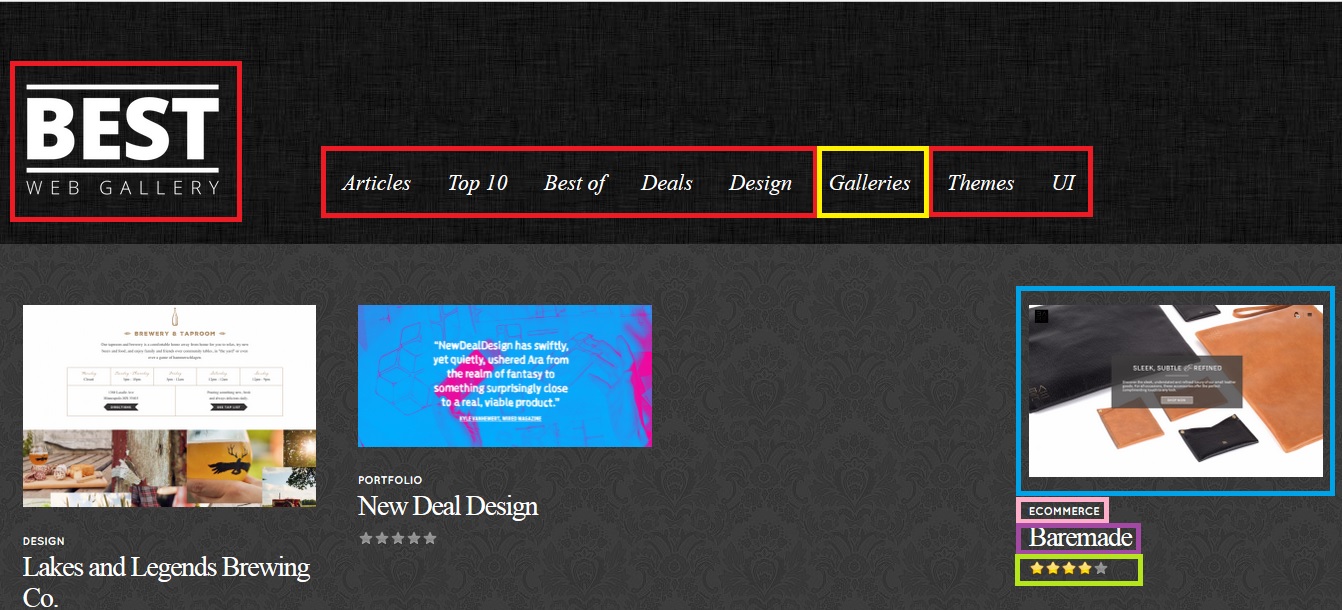 BEST
WEB GALLERY
Articles Top 10 Best of Deals Design Galleries Themes UI
BREWERY & TAPROOM
"NewDealDesign has swiftly,
yet quietly, ushered Ara from
the realm of fantasy to
something surprisingly close
to a real, viable product."
KYLE VANHEMERT, WIRED MAGAZINE
SLEEK, SUBTLE & REFINED
PORTFOLIO
New Deal Design
ECOMMERCE
Baremade
DESIGN
Lakes and Legends Brewing
Co.